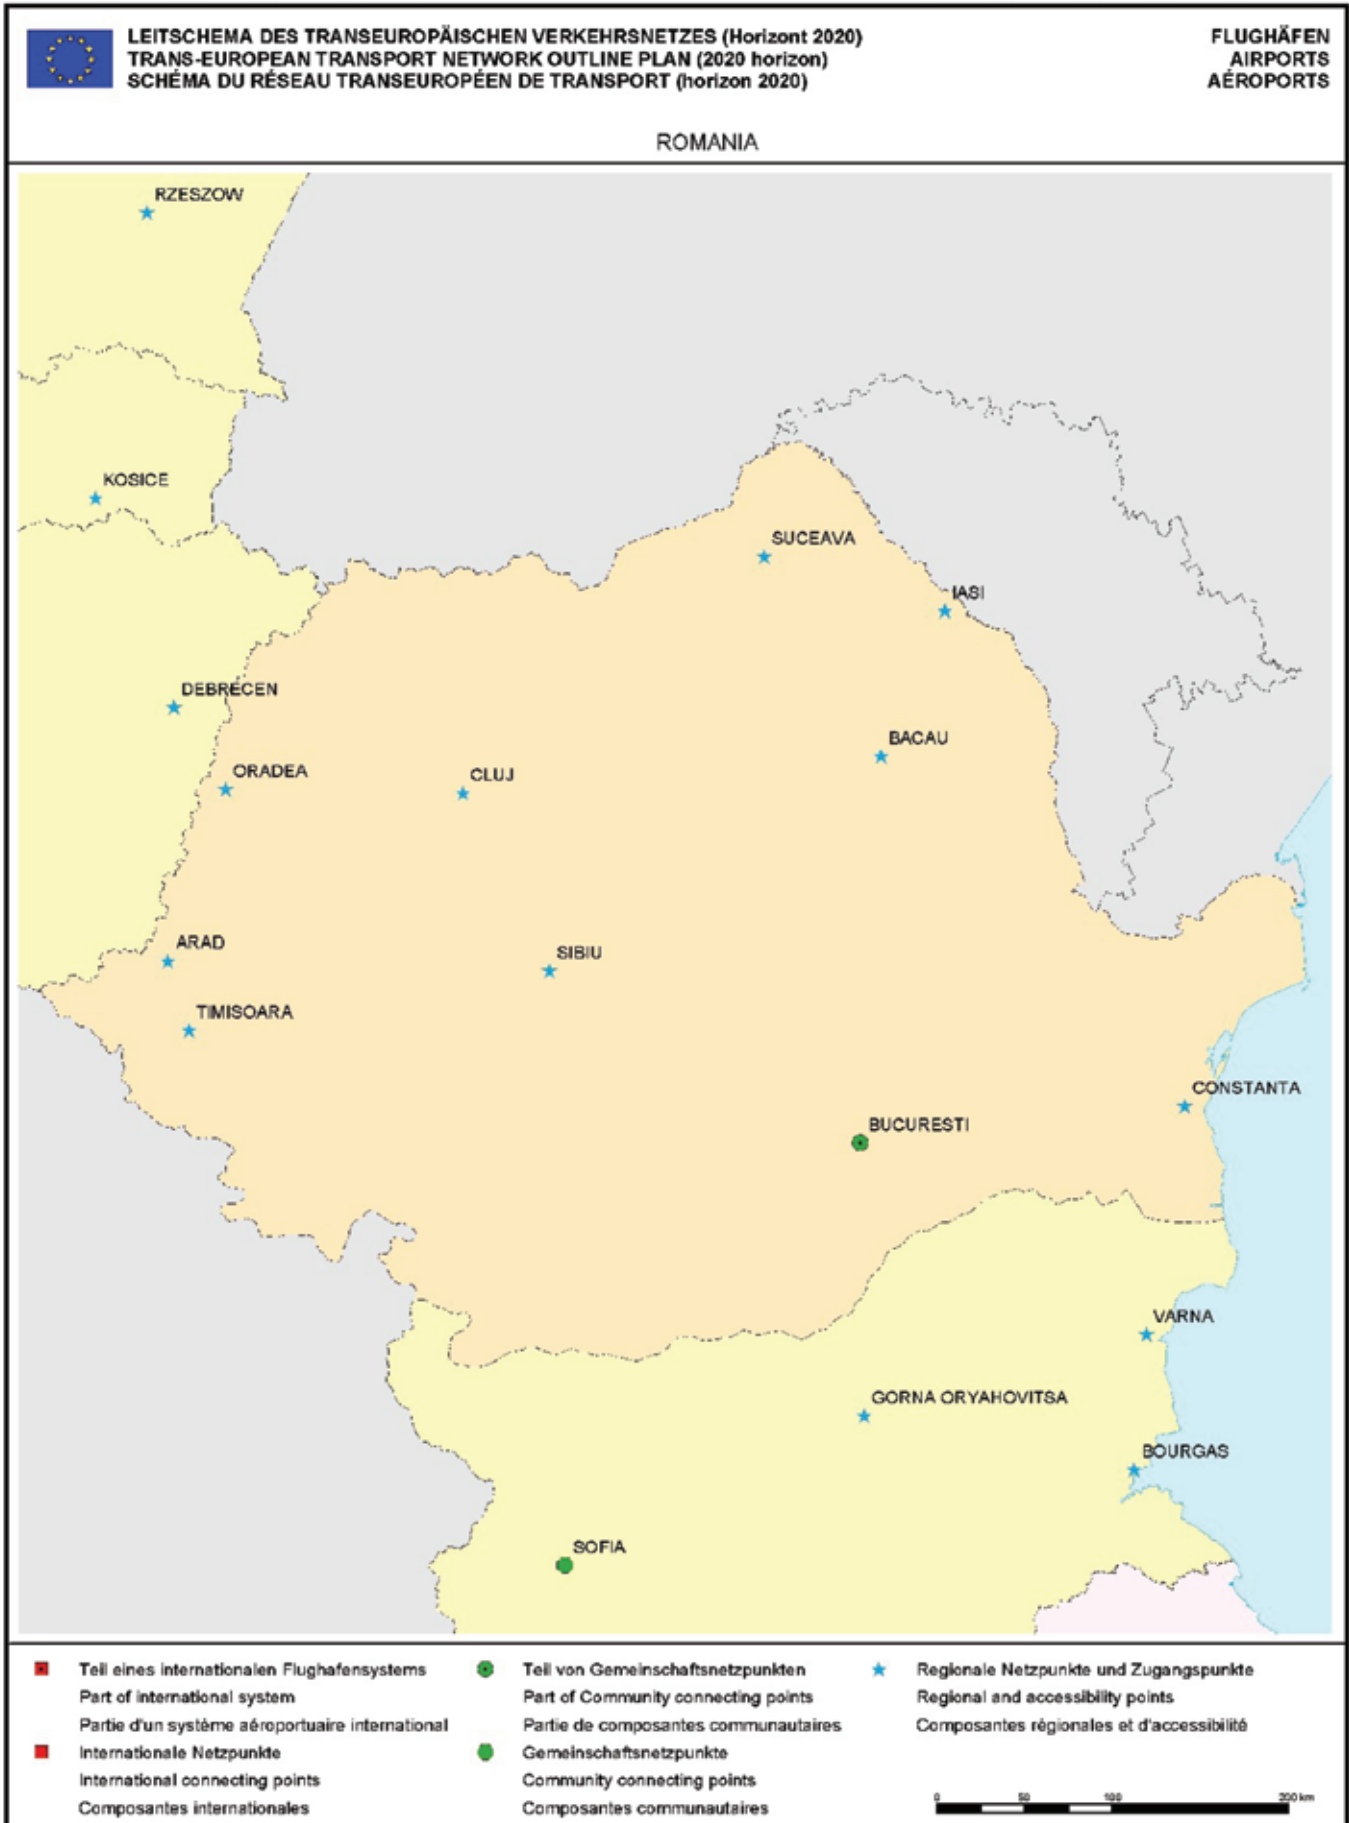 LEITSCHEMA DES TRANSEUROPÄISCHEN VERKEHRSNETZES (Horizont 2020)
TRANS-EUROPEAN TRANSPORT NETWORK OUTLINE PLAN (2020 horizon)
SCHÉMA DU RÉSEAU TRANSEUROPÉEN DE TRANSPORT (horizon 2020)
FLUGHÄFEN
AIRPORTS
AÉROPORTS
ROMANIA
RZESZOW
KOSICE
SUCEAVA
IASI
DEBRECEN
BACAU
ORADEA
CLUJ
ARAD
SIBIU
TIMISOARA
CONSTANTA
BUCURESTI
VARNA
GORNA ORYAHOVITSA
BOURGAS
SOFIA
Teil eines internationalen Flughafensystems
Part of international system
Partie d'un système aéroportuaire international
Internationale Netzpunkte
International connecting points
Composantes internationales
Teil von Gemeinschaftsnetzpunkten
Part of Community connecting points
Partie de composantes communautaires
Gemeinschaftsnetzpunkte
Community connecting points
Composantes communautaires
Regionale Netzpunkte und Zugangspunkte
Regional and accessibility points
Composantes régionales et d'accessibilité
0 50 100 200 km